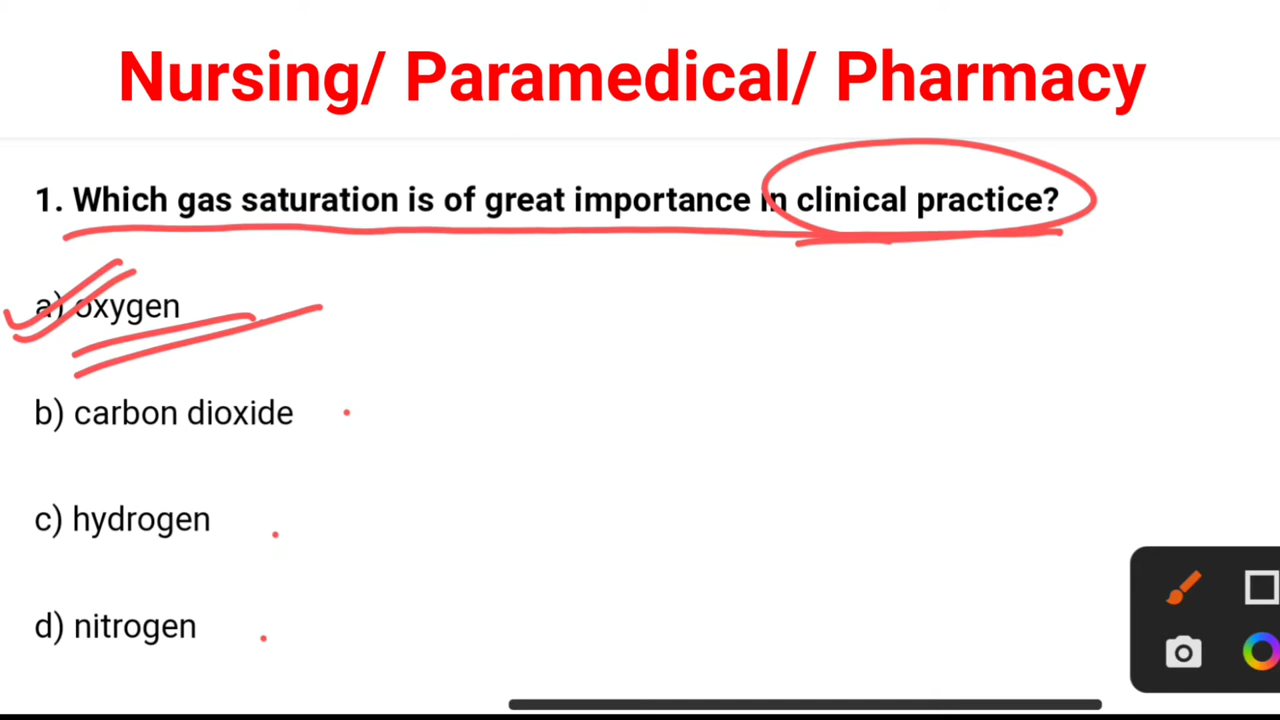 Nursing/ Paramedical/ Pharmacy
1. Which gas saturation is of great importance in clinical practice?
a) oxygen
b) carbon dioxide
c) hydrogen
d) nitrogen